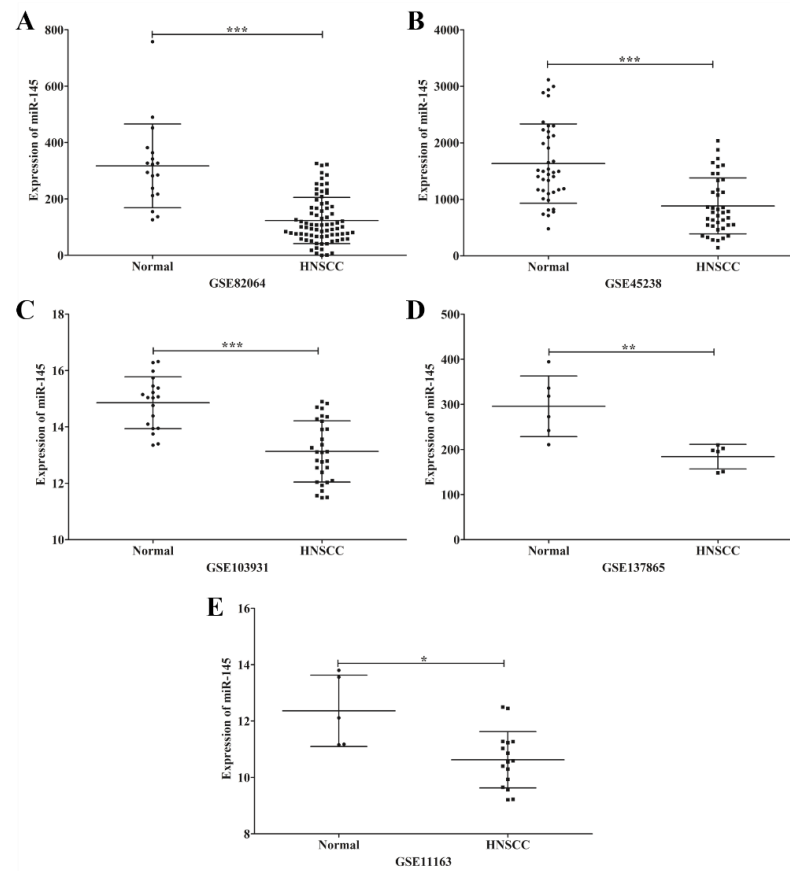 A
Expression of miR-145
800
600
400
200
0
***
Normal
HNSCC
GSE82064
B
Expression of miR-145
4000
3000
2000
1000
0
***
Normal
HNSCC
GSE45238
C
Expression of miR-145
16
14
12
10
18
***
Normal
HNSCC
GSE103931
D
Expression of miR-145
500
400
300
200
100
0
**
Normal
HNSCC
GSE137865
E
Expression of miR-145
16
14
12
10
8
*
Normal
HNSCC
GSE11163